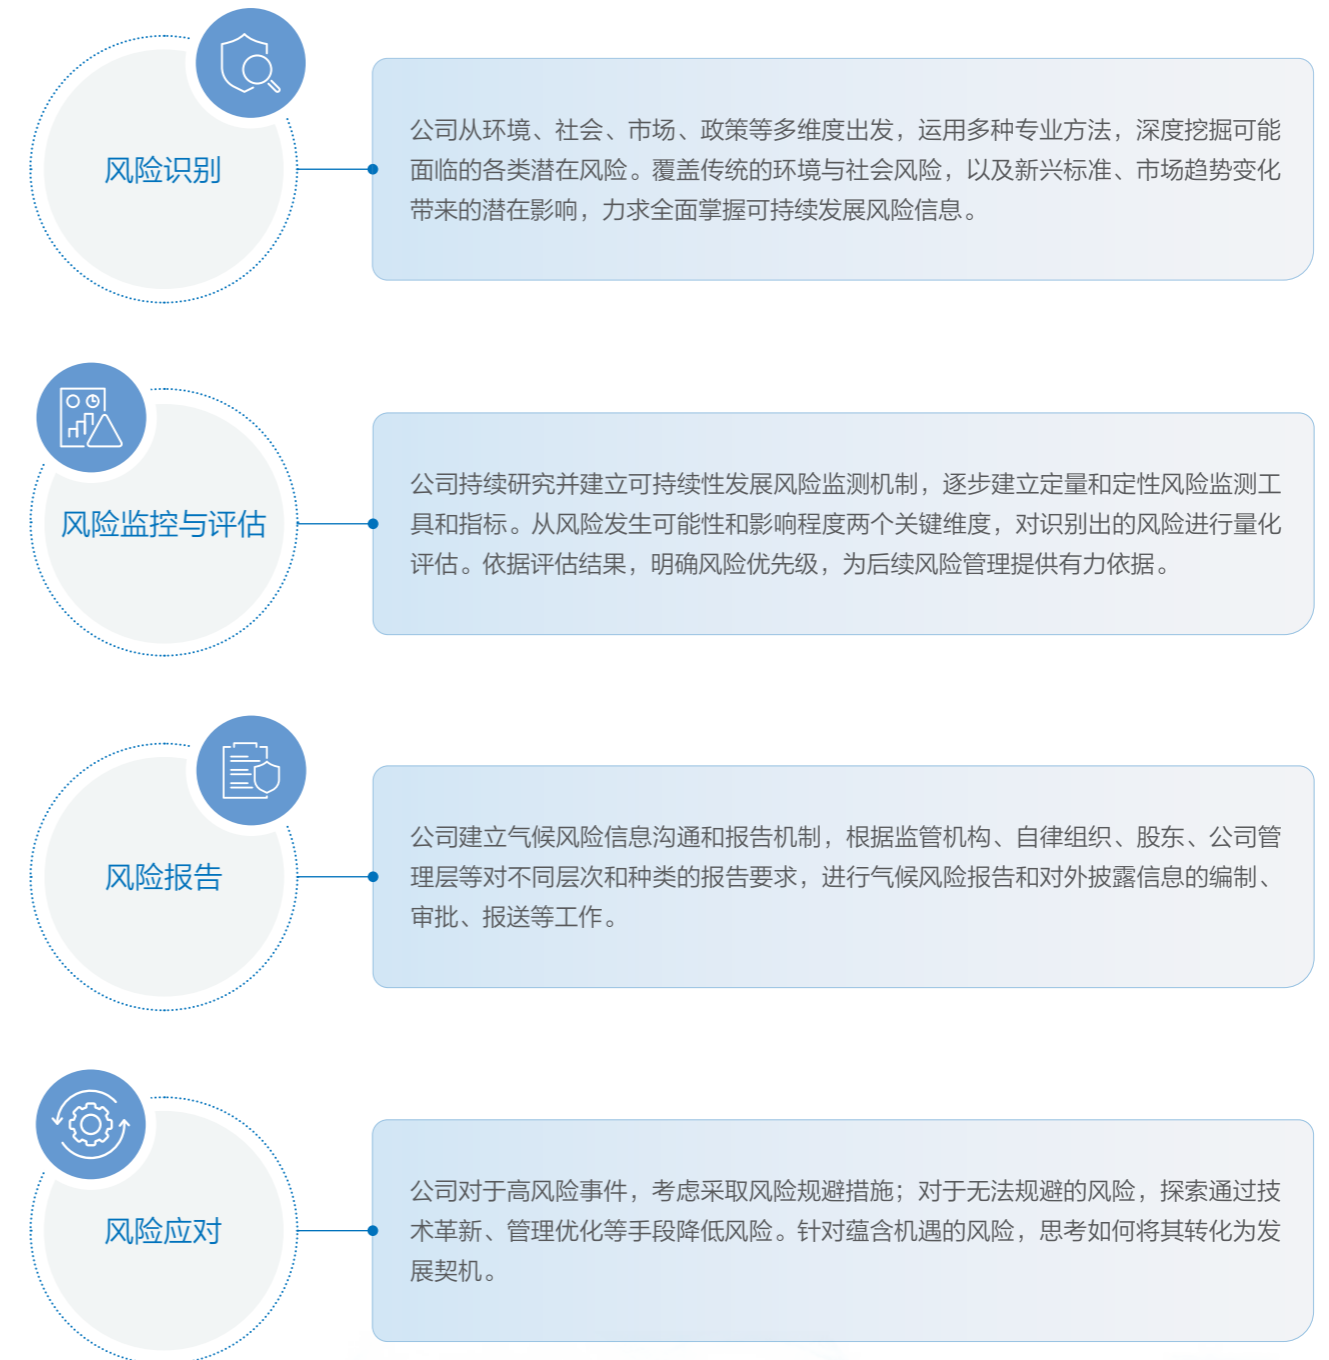 风险识别
公司从环境、社会、市场、政策等多维度出发，运用多种专业方法，深度挖掘可能
面临的各类潜在风险。覆盖传统的环境与社会风险，以及新兴标准、市场趋势变化
带来的潜在影响，力求全面掌握可持续发展风险信息。
风险监控与评估
公司持续研究并建立可持续性发展风险监测机制，逐步建立定量和定性风险监测工
具和指标。从风险发生可能性和影响程度两个关键维度，对识别出的风险进行量化
评估。依据评估结果，明确风险优先级，为后续风险管理提供有力依据。
风险报告
公司建立气候风险信息沟通和报告机制，根据监管机构、自律组织、股东、公司管
理层等对不同层次和种类的报告要求，进行气候风险报告和对外披露信息的编制、
审批、报送等工作。
风险应对
公司对于高风险事件，考虑采取风险规避措施；对于无法规避的风险，探索通过技
术革新、管理优化等手段降低风险。针对蕴含机遇的风险，思考如何将其转化为发
展契机。